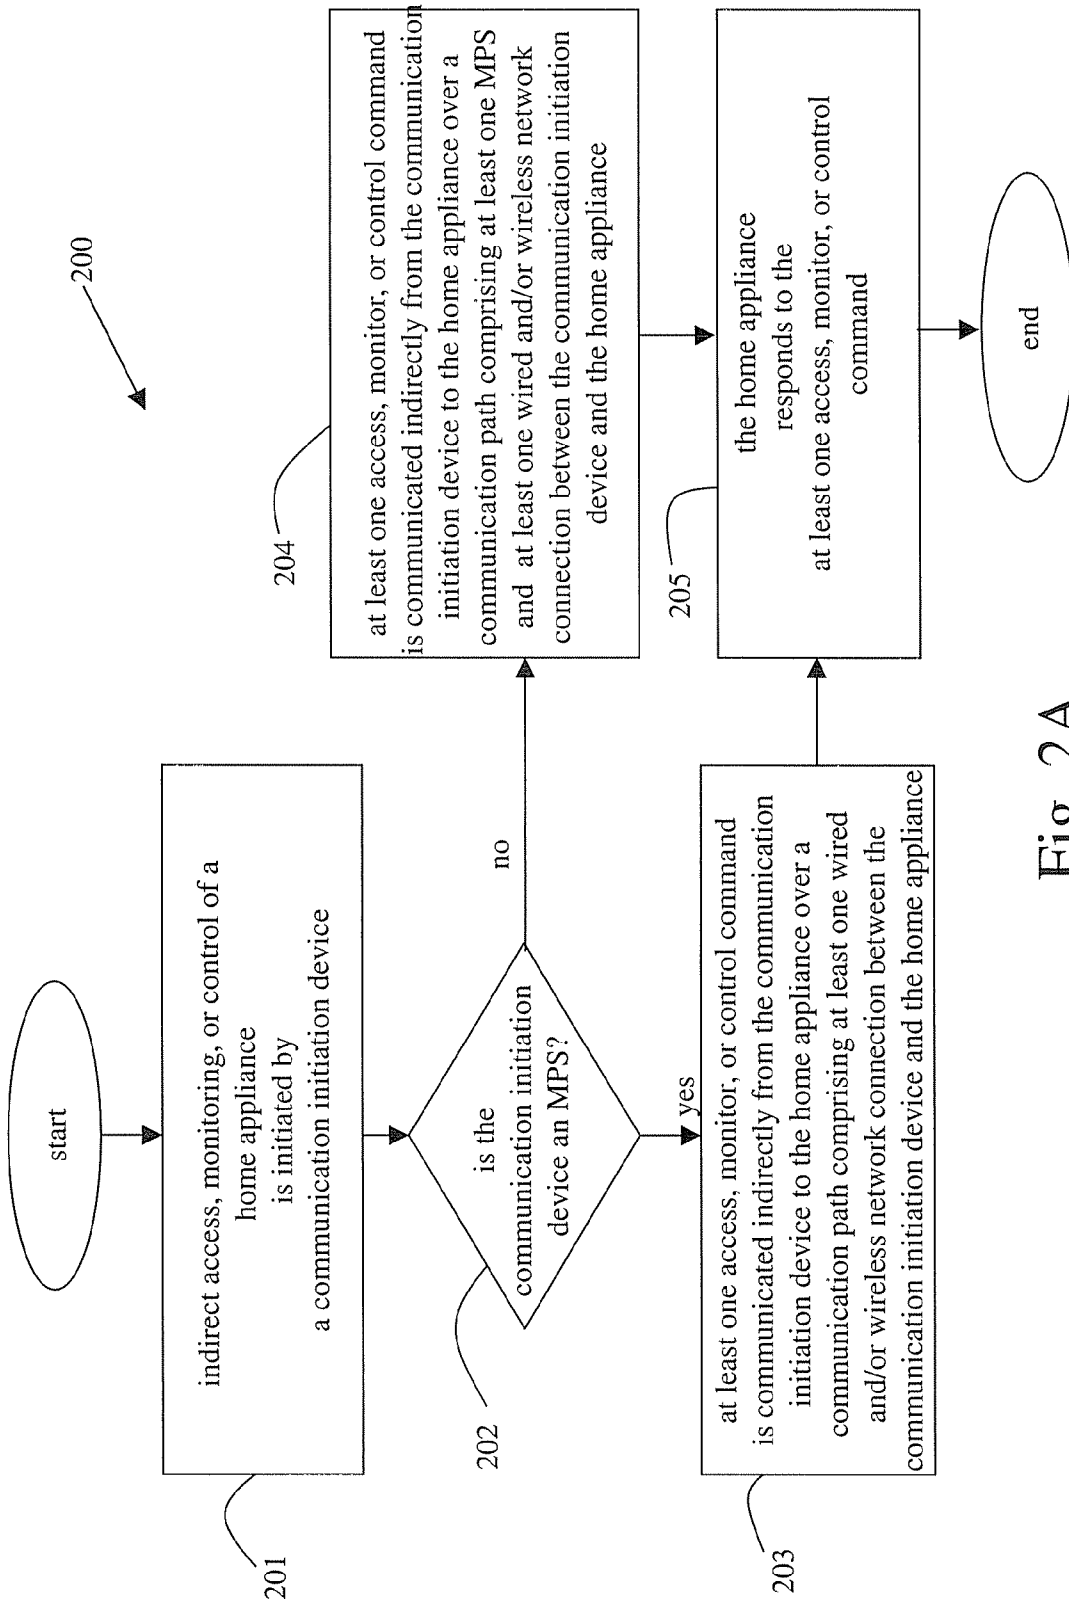 200
start
201
indirect access, monitoring, or control of a
home appliance
is initiated by
a communication initiation device
202
is the
communication initiation
device an MPS?
no
yes
203
at least one access, monitor, or control command
is communicated indirectly from the communication
initiation device to the home appliance over a
communication path comprising at least one wired
and/or wireless network connection between the
communication initiation device and the home appliance
204
at least one access, monitor, or control command
is communicated indirectly from the communication
initiation device to the home appliance over a
communication path comprising at least one MPS
and at least one wired and/or wireless network
connection between the communication initiation
device and the home appliance
205
the home appliance
responds to the
at least one access, monitor, or control
command
end
Fig. 2A